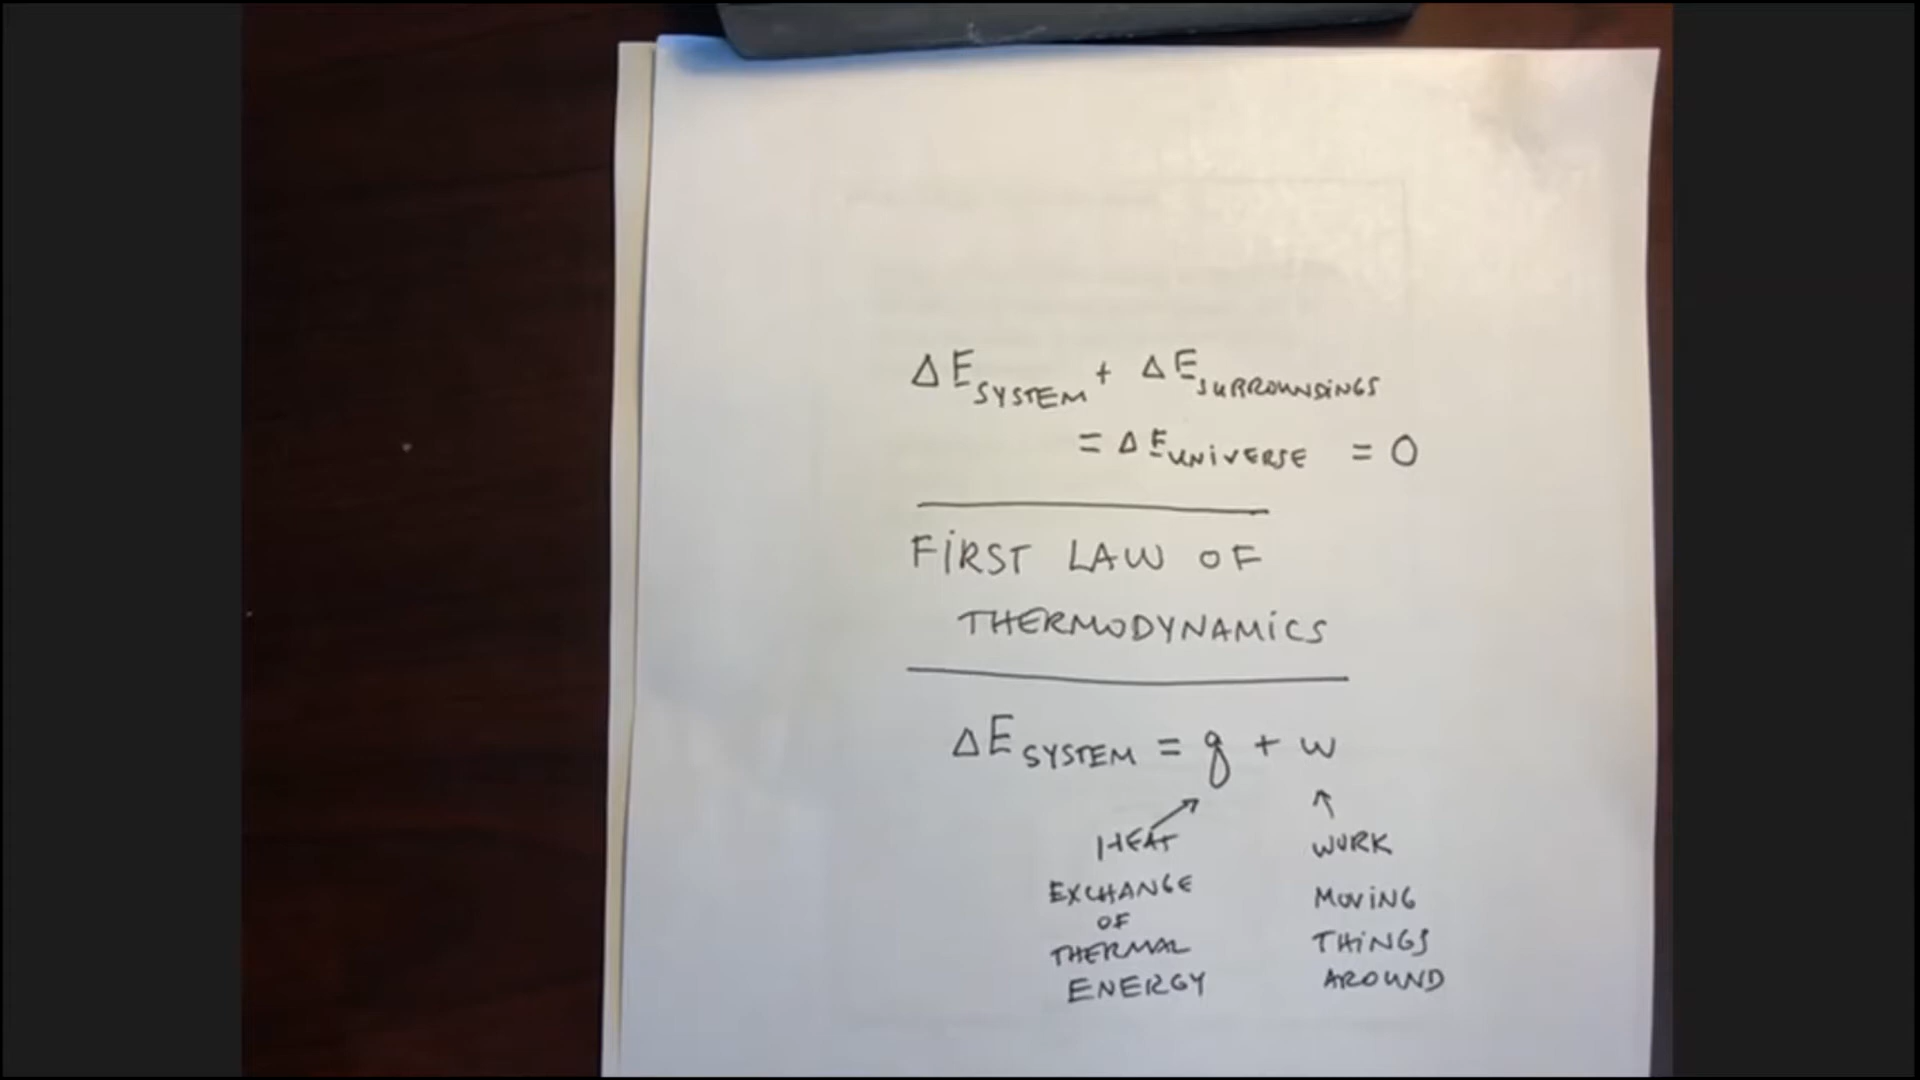 ΔE SYSTEM + ΔE SURROUNDINGS
= ΔE UNIVERSE = 0
FIRST LAW OF
THERMODYNAMICS
ΔE SYSTEM = q + w
HEAT WORK
EXCHANGE MOVING
OF
THERMAL THINGS
ENERGY AROUND